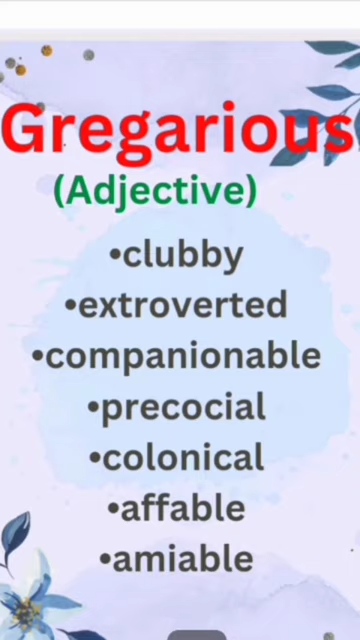 Gregarious
(Adjective)
•clubby
•extroverted
•companionable
•precocial
•colonical
•affable
•amiable